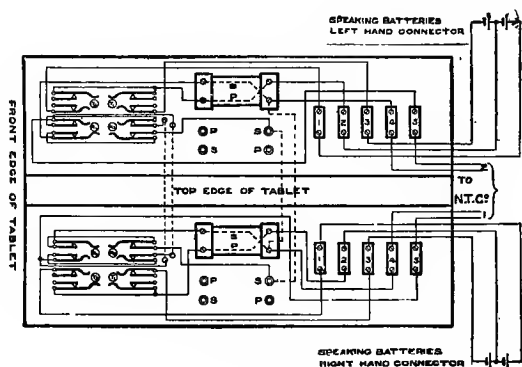 SPEAKING BATTERIES
LEFT HAND CONNECTOR
FRONT EDGE OF TABLET
S
P
1 2 3 4 5
P S
S P
TOP EDGE OF TABLET
TO
N.T.Co.
S
P
1 2 3 4 5
P S
S P
SPEAKING BATTERIES
RIGHT HAND CONNECTOR